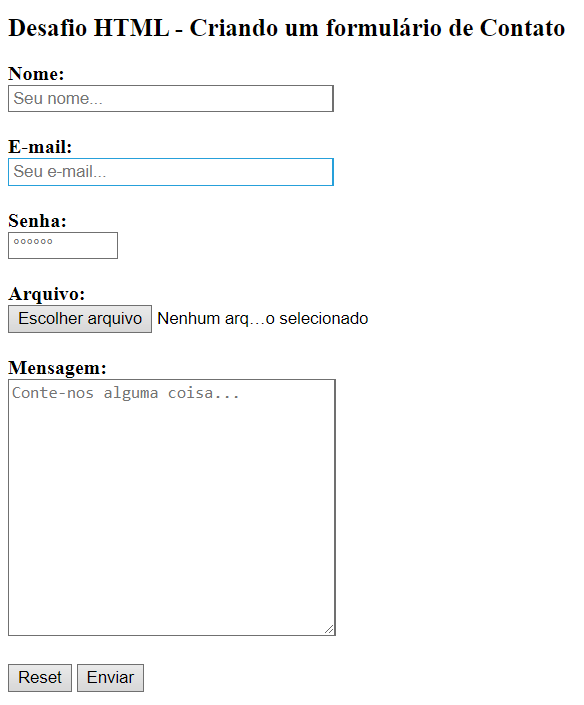 Desafio HTML - Criando um formulário de Contato
Nome:
Seu nome...
E-mail:
Seu e-mail...
Senha:
°°°°°°
Arquivo:
Escolher arquivo Nenhum arq...o selecionado
Mensagem:
Conte-nos alguma coisa...
Reset Enviar